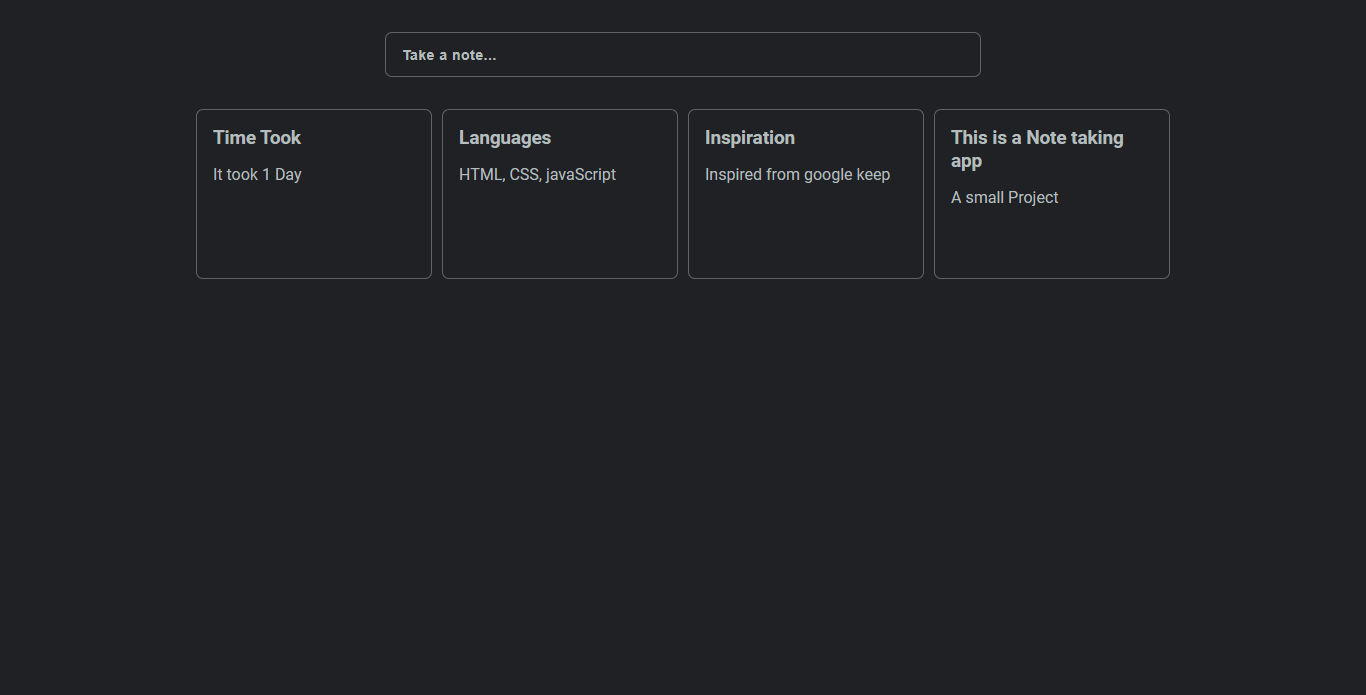 Take a note...
Time Took
It took 1 Day
Languages
HTML, CSS, javaScript
Inspiration
Inspired from google keep
This is a Note taking
app
A small Project